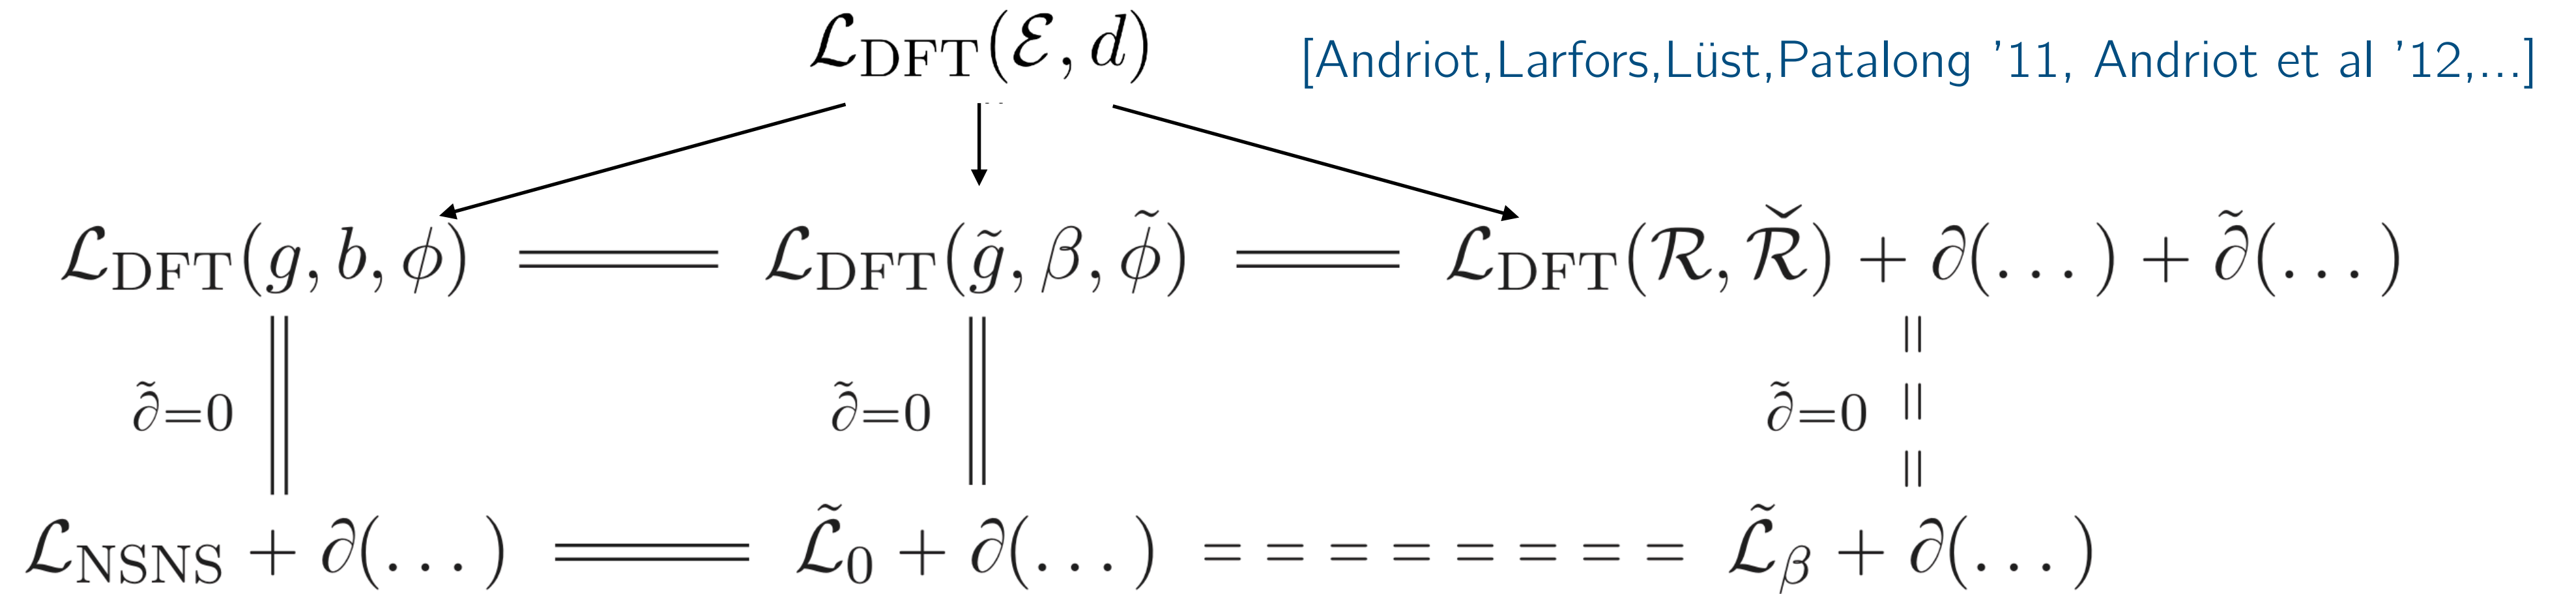 ℒ_DFT(ℰ, d) [Andriot,Larfors,Lüst,Patalong '11, Andriot et al '12,...]
ℒ_DFT(g, b, ϕ) = ℒ_DFT(g̃, β, ϕ̃) = ℒ_DFT(ℛ, ℛ̌) + ∂(...) + ∂̃(...)
∂̃=0 ∂̃=0 ∂̃=0
ℒ_NSNS + ∂(...) = ℒ̃_0 + ∂(...) = = = = = = = = ℒ̃_β + ∂(...)